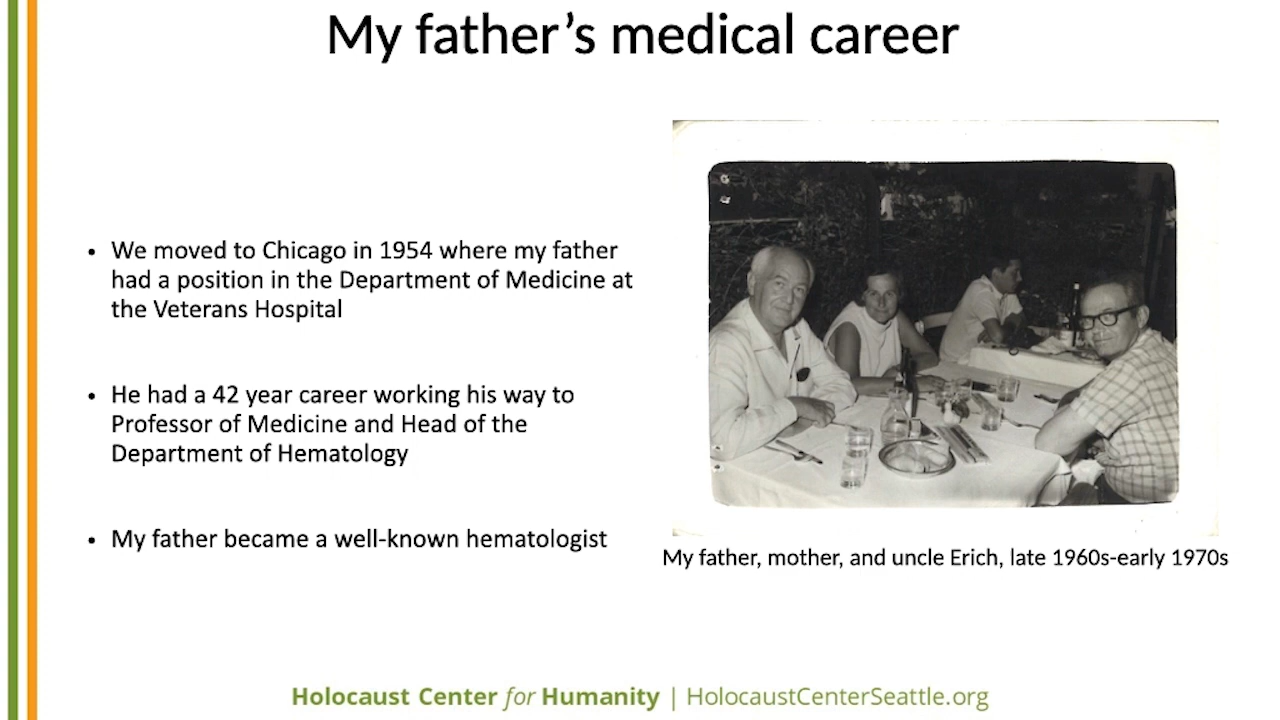 My father’s medical career
• We moved to Chicago in 1954 where my father
had a position in the Department of Medicine at
the Veterans Hospital
• He had a 42 year career working his way to
Professor of Medicine and Head of the
Department of Hematology
• My father became a well-known hematologist
My father, mother, and uncle Erich, late 1960s-early 1970s
Holocaust Center for Humanity | HolocaustCenterSeattle.org